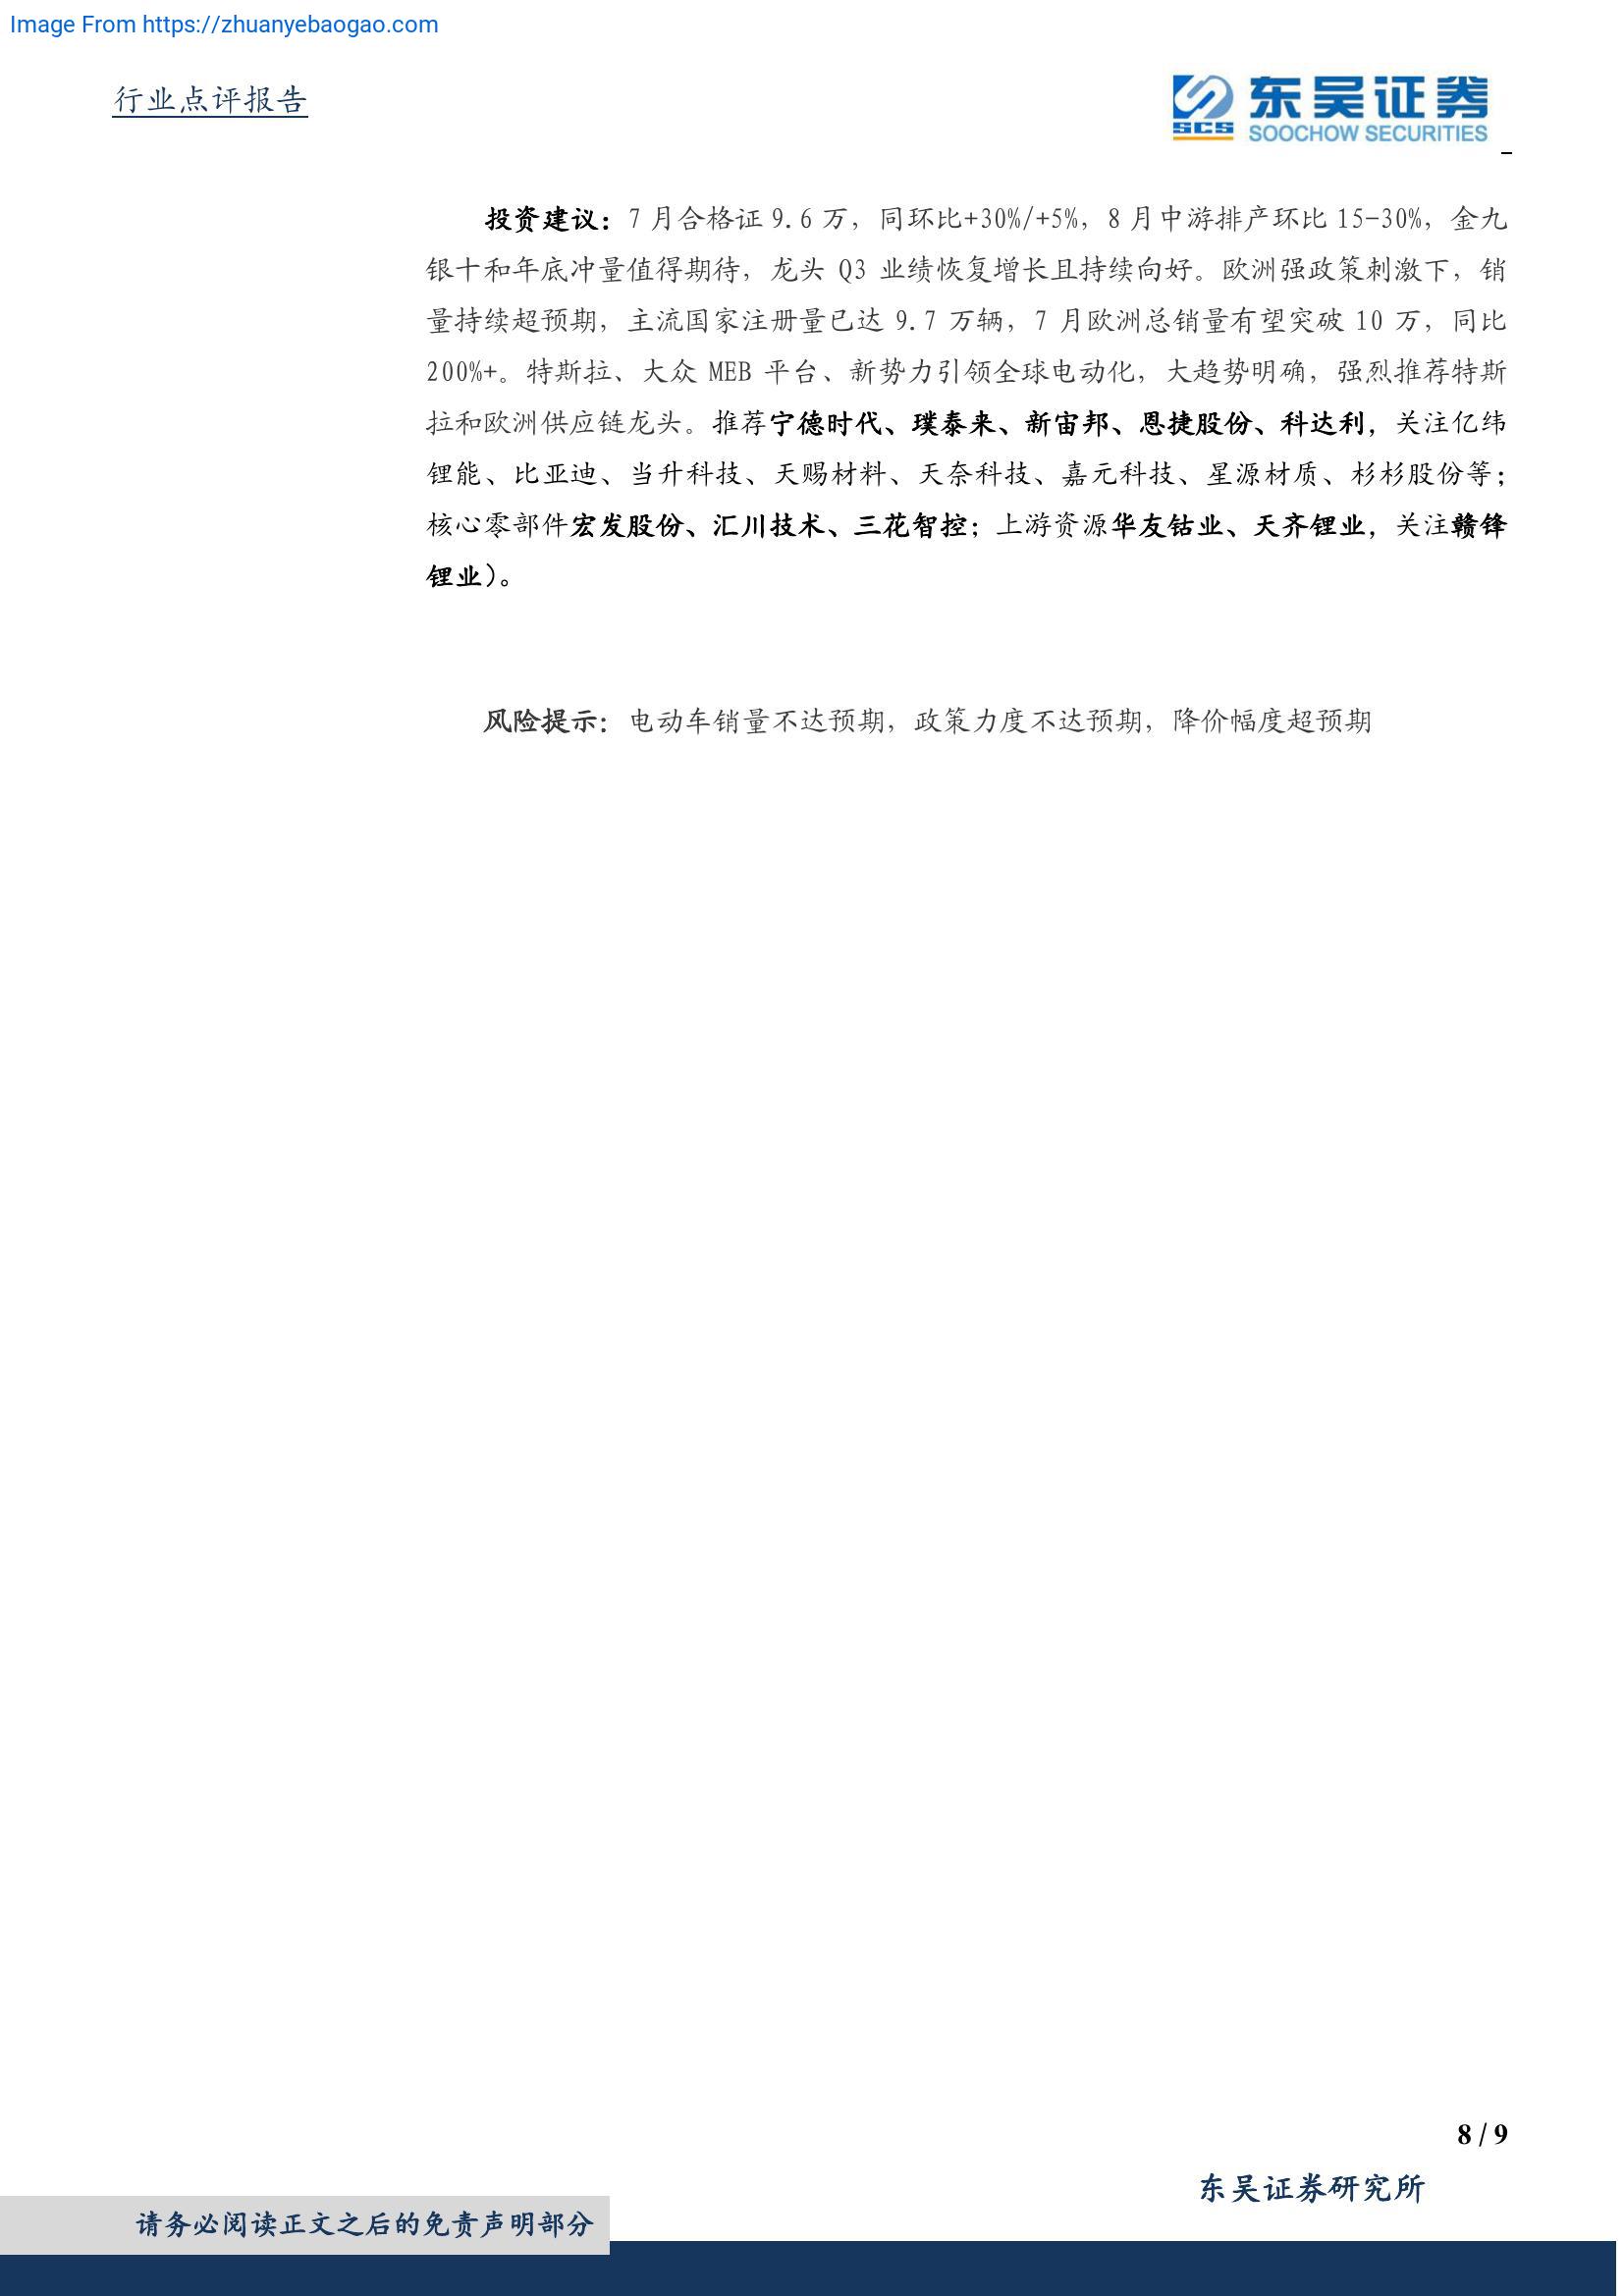 Image From https://zhuanyebaogao.com
行业点评报告
SCS
东吴证券
SOOCHOW SECURITIES
投资建议：7 月合格证 9.6 万，同环比+30%/+5%，8 月中游排产环比 15-30%，金九
银十和年底冲量值得期待，龙头 Q3 业绩恢复增长且持续向好。欧洲强政策刺激下，销
量持续超预期，主流国家注册量已达 9.7 万辆，7 月欧洲总销量有望突破 10 万，同比
200%+。特斯拉、大众 MEB 平台、新势力引领全球电动化，大趋势明确，强烈推荐特斯
拉和欧洲供应链龙头。推荐宁德时代、璞泰来、新宙邦、恩捷股份、科达利，关注亿纬
锂能、比亚迪、当升科技、天赐材料、天奈科技、嘉元科技、星源材质、杉杉股份等；
核心零部件宏发股份、汇川技术、三花智控；上游资源华友钴业、天齐锂业，关注赣锋
锂业）。
风险提示：电动车销量不达预期，政策力度不达预期，降价幅度超预期
8 / 9
东吴证券研究所
请务必阅读正文之后的免责声明部分